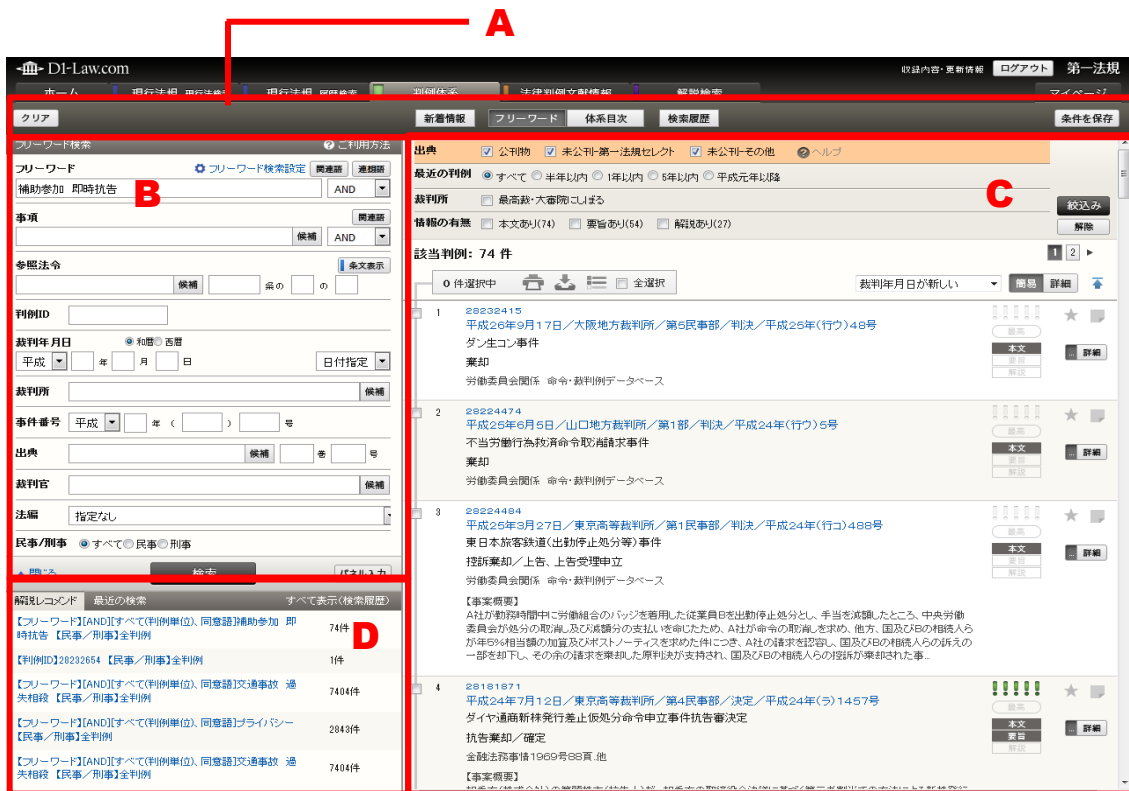 A
D1-Law.com
収録内容・更新情報 ログアウト 第一法規
ホーム 現行法規 現行法検索 現行法規 履歴検索 判例体系 法律判例文献情報 解説検索 マイページ
クリア 新着情報 フリーワード 体系目次 検索履歴 条件を保存
フリーワード検索 ご利用方法
フリーワード フリーワード検索設定 関連語 連想語
補助参加 即時抗告 AND
B
事項 関連語
候補 AND
参照法令 条文表示
候補 条の の
判例ID
裁判年月日 和暦 西暦
平成 年 月 日 日付指定
裁判所 候補
事件番号 平成 年 ( ) 号
出典 候補 巻 号
裁判官 候補
法編 指定なし
民事/刑事 すべて 民事 刑事
閉じる 検索 パネル入力
出典 公刊物 未公刊-第一法規セレクト 未公刊-その他 ヘルプ
最近の判例 すべて 半年以内 1年以内 5年以内 平成元年以降
C
裁判所 最高裁・大審院にしぼる 絞込み
情報の有無 本文あり(74) 要旨あり(54) 解説あり(27) 解除
該当判例: 74 件 1 2
0 件選択中 全選択 裁判年月日が新しい 簡易 詳細
1 28232415
平成26年9月17日/大阪地方裁判所/第5民事部/判決/平成25年(行ウ)48号
最高
ダン生コン事件
本文 要旨 解説 詳細
棄却
労働委員会関係 命令・裁判例データベース
2 28224474
平成25年6月5日/山口地方裁判所/第1部/判決/平成24年(行ウ)5号
最高
不当労働行為救済命令取消請求事件
本文 要旨 解説 詳細
棄却
労働委員会関係 命令・裁判例データベース
3 28224484
平成25年3月27日/東京高等裁判所/第1民事部/判決/平成24年(行コ)488号
最高
東日本旅客鉄道(出勤停止処分等)事件
本文 要旨 解説 詳細
控訴棄却/上告、上告受理申立
労働委員会関係 命令・裁判例データベース
【事案概要】
A社が勤務時間中に労働組合のバッジを着用した従業員Bを出勤停止処分とし、手当を減額したところ、中央労働
委員会が処分の取消し及び減額分の支払いを命じたため、A社が命令の取消しを求め、他方、国及びBの相続人ら
が年5%相当額の加算及びポストノーティスを求めた件につき、A社の請求を認容し、国及びBの相続人らの訴えの
一部を却下し、その余の請求を棄却した原判決が支持され、国及びBの相続人らの控訴が棄却された事...
4 28181871
平成24年7月12日/東京高等裁判所/第4民事部/決定/平成24年(ラ)1457号
最高
ダイヤ通商新株発行差止仮処分命令申立事件抗告審決定
本文 要旨 解説 詳細
抗告棄却/確定
金融法務事情1969号88頁.他
【事案概要】
解説レコメンド 最近の検索 すべて表示(検索履歴)
【フリーワード】[AND][すべて(判例単位)、同意語]補助参加 即
時抗告 【民事/刑事】全判例 74件
D
【判例ID】28232654 【民事/刑事】全判例 1件
【フリーワード】[AND][すべて(判例単位)、同意語]交通事故 過
失相殺 【民事/刑事】全判例 7404件
【フリーワード】[AND][すべて(判例単位)、同意語]プライバシー
【民事/刑事】全判例 2843件
【フリーワード】[AND][すべて(判例単位)、同意語]交通事故 過
失相殺 【民事/刑事】全判例 7404件